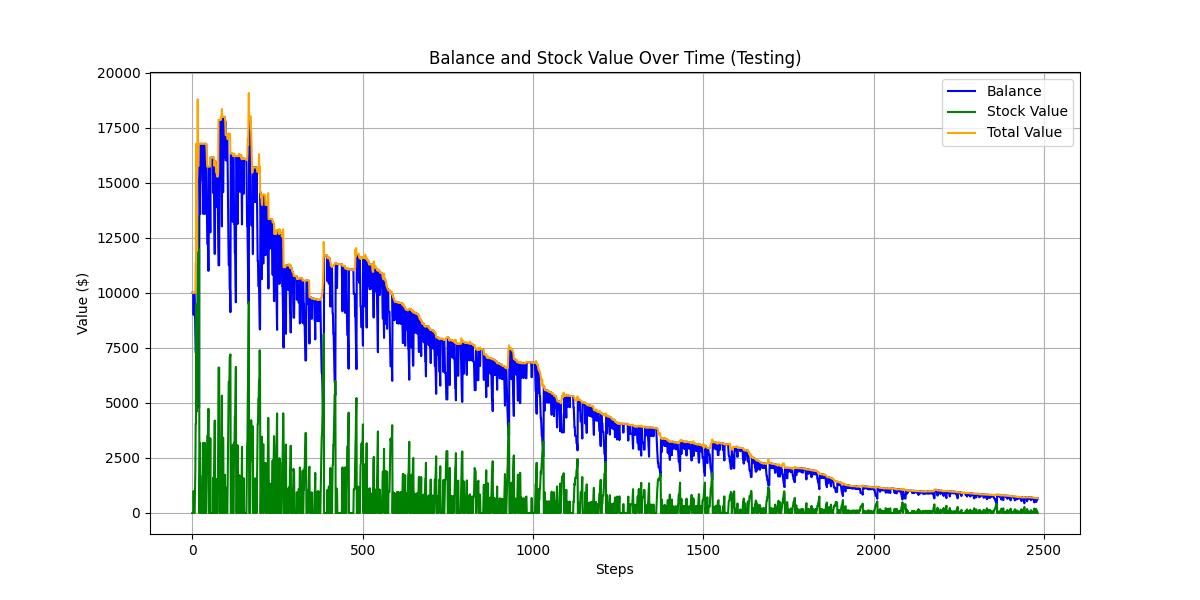 Balance and Stock Value Over Time (Testing)
20000
17500
15000
12500
10000
7500
5000
2500
0
Value ($)
Balance
Stock Value
Total Value
0 500 1000 1500 2000 2500
Steps